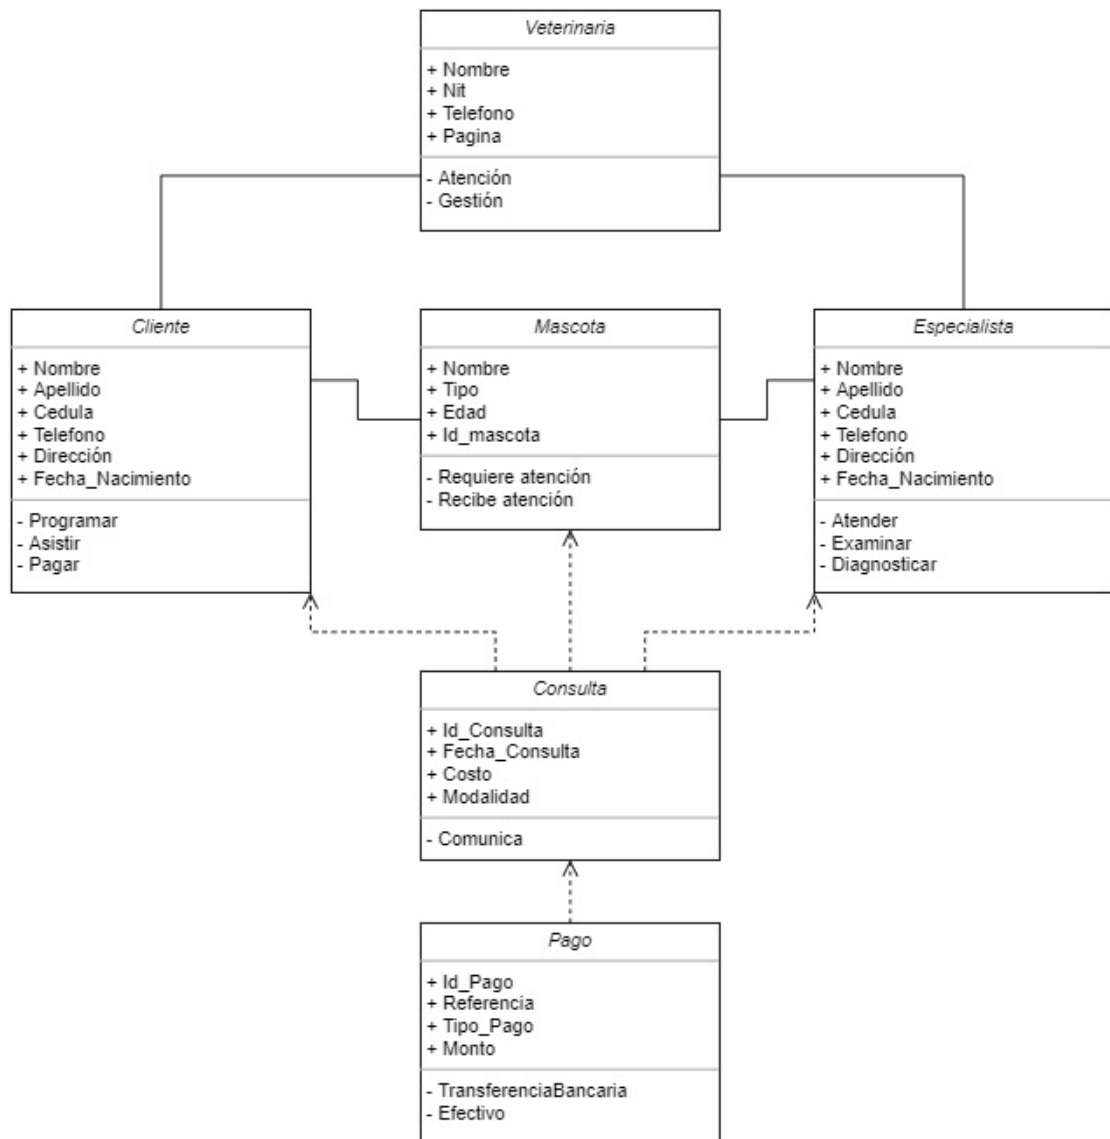 Veterinaria
+ Nombre
+ Nit
+ Telefono
+ Pagina
- Atención
- Gestión
Cliente
+ Nombre
+ Apellido
+ Cedula
+ Telefono
+ Dirección
+ Fecha_Nacimiento
- Programar
- Asistir
- Pagar
Mascota
+ Nombre
+ Tipo
+ Edad
+ Id_mascota
- Requiere atención
- Recibe atención
Especialista
+ Nombre
+ Apellido
+ Cedula
+ Telefono
+ Dirección
+ Fecha_Nacimiento
- Atender
- Examinar
- Diagnosticar
Consulta
+ Id_Consulta
+ Fecha_Consulta
+ Costo
+ Modalidad
- Comunica
Pago
+ Id_Pago
+ Referencia
+ Tipo_Pago
+ Monto
- TransferenciaBancaria
- Efectivo